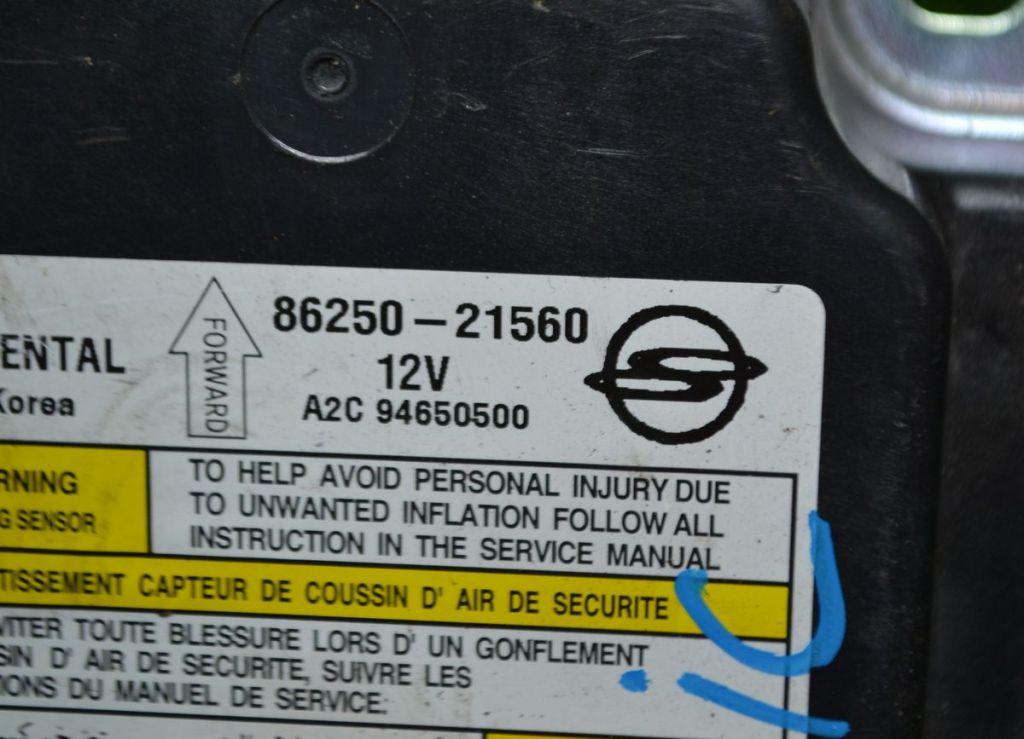 ENTAL
Korea
FORWARD
86250-21560
12V
A2C 94650500
RNING
G SENSOR
TO HELP AVOID PERSONAL INJURY DUE
TO UNWANTED INFLATION FOLLOW ALL
INSTRUCTION IN THE SERVICE MANUAL
TISSEMENT CAPTEUR DE COUSSIN D' AIR DE SECURITE
VITER TOUTE BLESSURE LORS D' UN GONFLEMENT
SIN D' AIR DE SECURITE, SUIVRE LES
IONS DU MANUEL DE SERVICE: